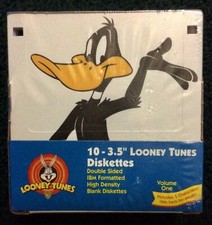 10 - 3.5" LOONEY TUNES
Diskettes
Double Sided
IBM Formatted
High Density
Blank Diskettes
Volume
One
LOONEY TUNES